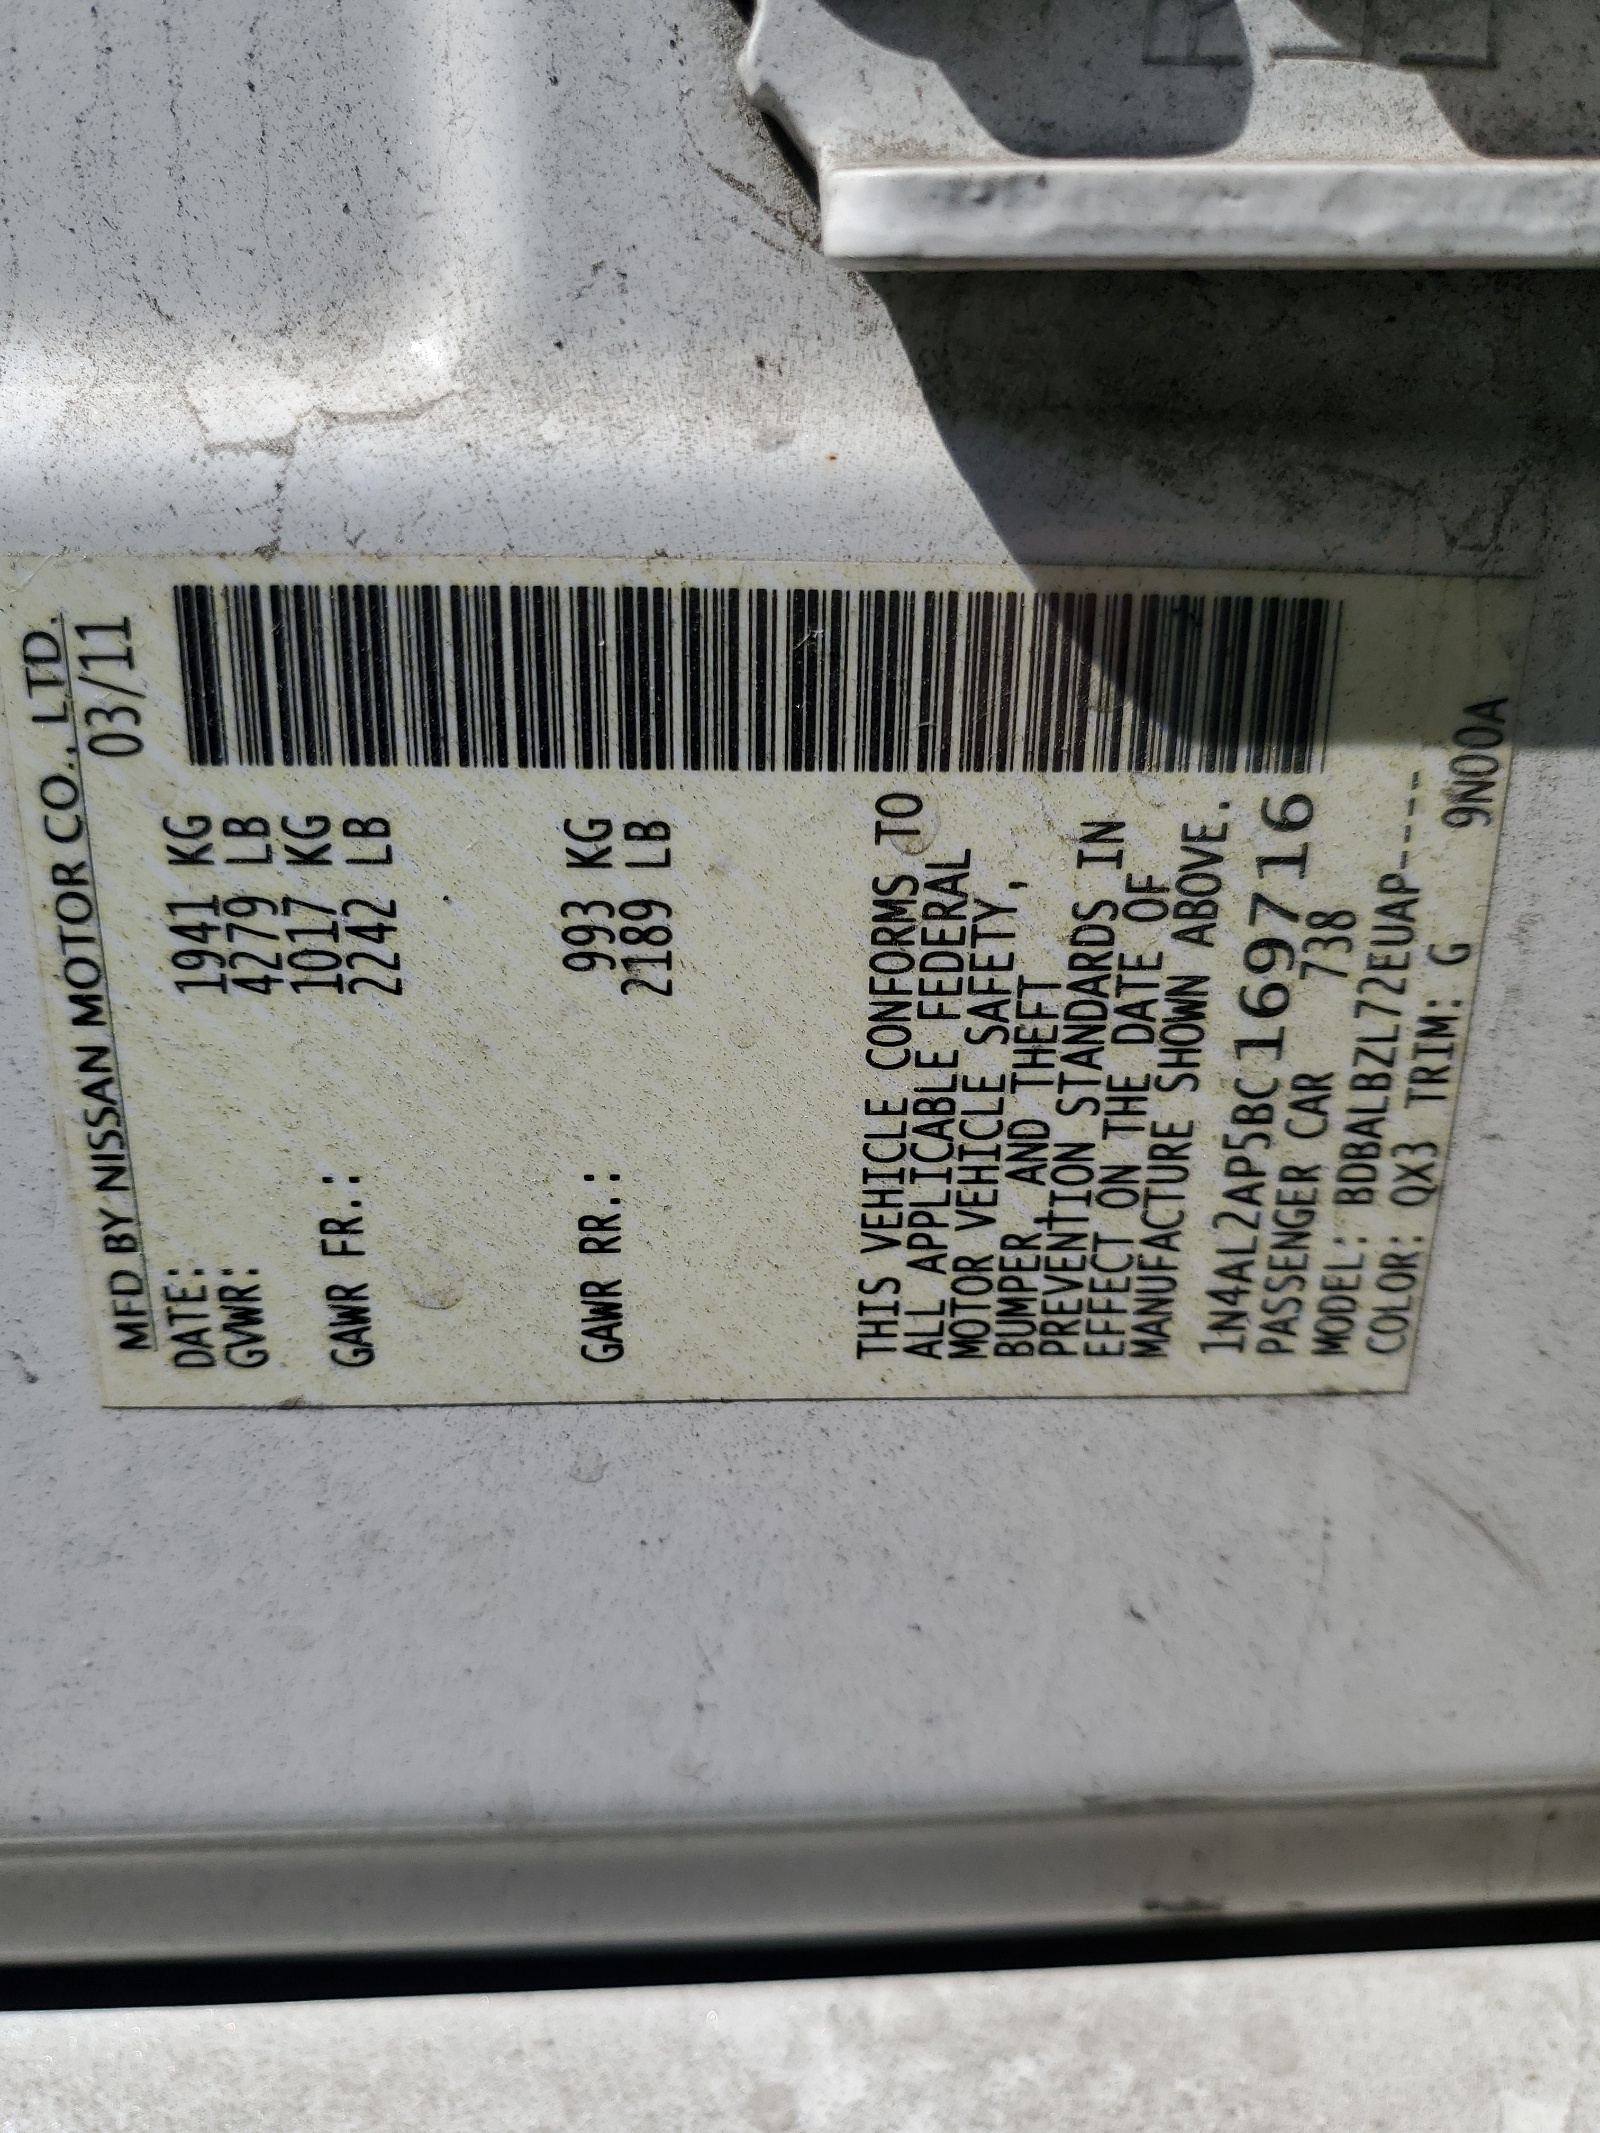 MFD BY NISSAN MOTOR CO., LTD.
DATE: 03/11
GVWR: 1941 KG
4279 LB
GAWR FR.: 1017 KG
2242 LB
GAWR RR.: 993 KG
2189 LB
THIS VEHICLE CONFORMS TO
ALL APPLICABLE FEDERAL
MOTOR VEHICLE SAFETY,
BUMPER, AND THEFT
PREVENTION STANDARDS IN
EFFECT ON THE DATE OF
MANUFACTURE SHOWN ABOVE.
1N4AL2AP5BC169716
PASSENGER CAR 738
MODEL: BDBALBZL72EUAP----
COLOR: QX3 TRIM: G 9N00A